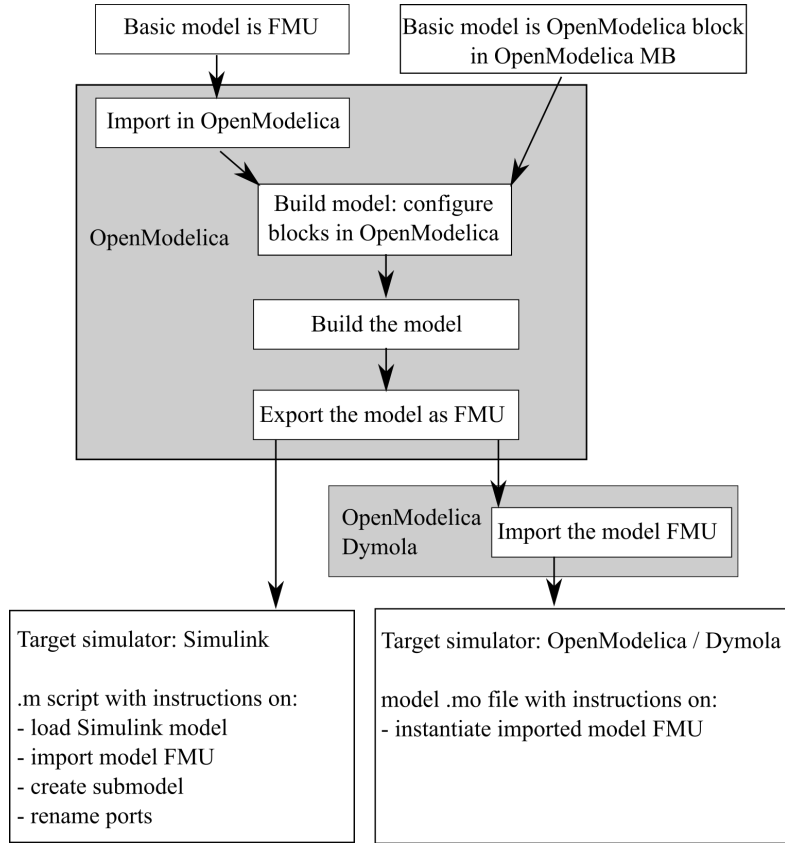 Basic model is FMU
Basic model is OpenModelica block
in OpenModelica MB
Import in OpenModelica
Build model: configure
blocks in OpenModelica
OpenModelica
Build the model
Export the model as FMU
OpenModelica
Dymola
Import the model FMU
Target simulator: Simulink
.m script with instructions on:
- load Simulink model
- import model FMU
- create submodel
- rename ports
Target simulator: OpenModelica / Dymola
model .mo file with instructions on:
- instantiate imported model FMU